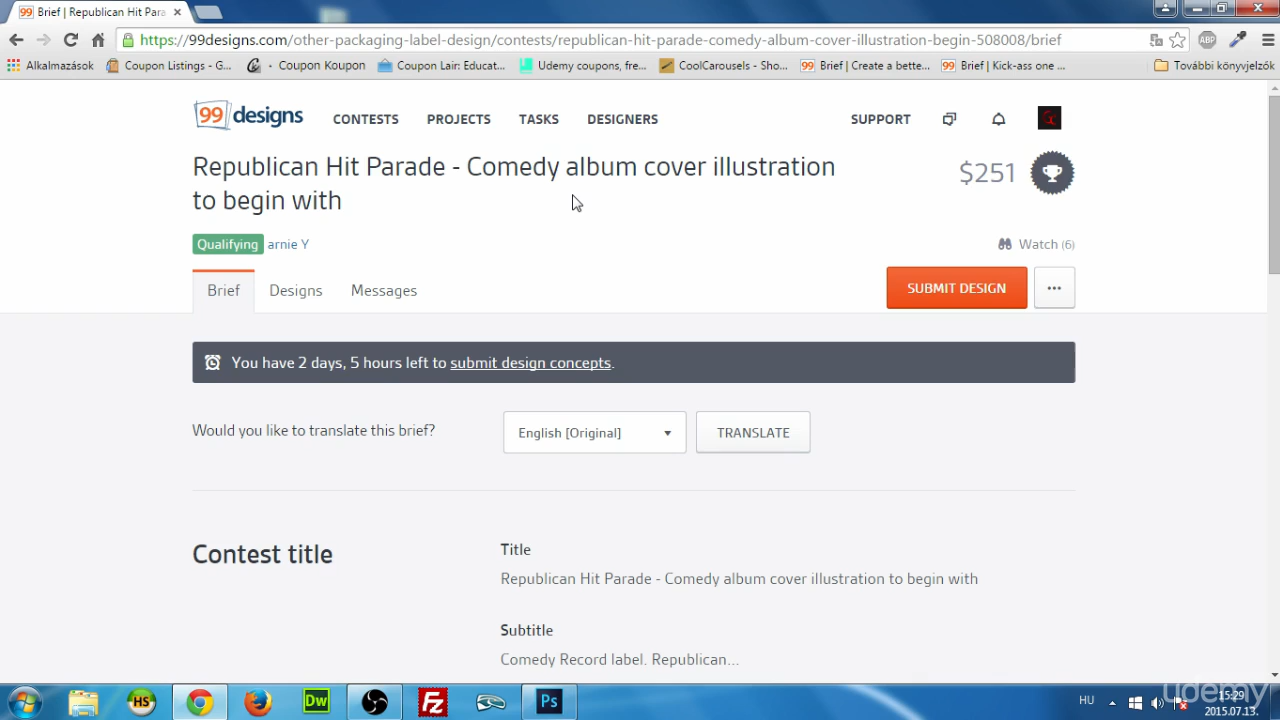 Brief | Republican Hit Para
https://99designs.com/other-packaging-label-design/contests/republican-hit-parade-comedy-album-cover-illustration-begin-508008/brief
Alkalmazások Coupon Listings - G... Coupon Koupon Coupon Lair: Educat... Udemy coupons, fre... CoolCarousels - Sho... Brief | Create a bette... Brief | Kick-ass one ... További könyvjelzők
99designs CONTESTS PROJECTS TASKS DESIGNERS SUPPORT
Republican Hit Parade - Comedy album cover illustration
to begin with
$251
Qualifying arnie Y Watch (6)
Brief Designs Messages SUBMIT DESIGN
You have 2 days, 5 hours left to submit design concepts.
Would you like to translate this brief? English [Original] TRANSLATE
Contest title
Title
Republican Hit Parade - Comedy album cover illustration to begin with
Subtitle
Comedy Record label. Republican...
HS Dw Fz Ps HU 15:29
2015.07.13.
udemy
ABP